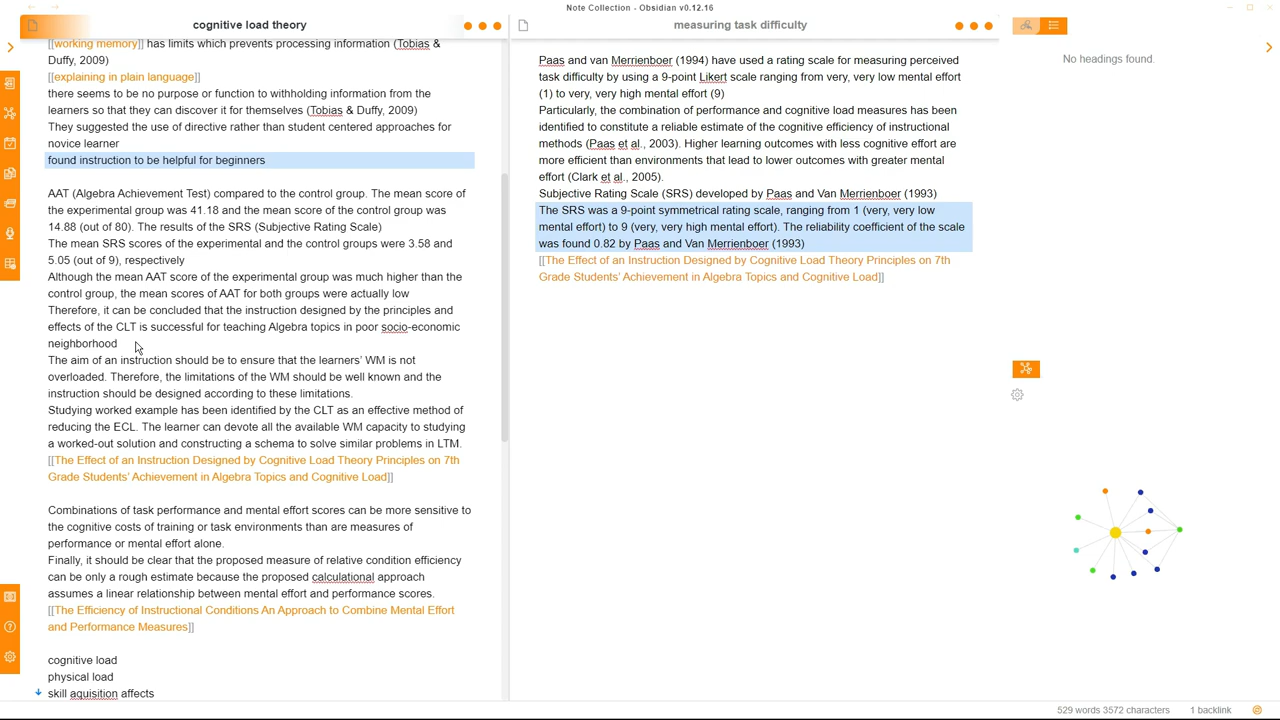 Note Collection - Obsidian v0.12.16
cognitive load theory
[[working memory]] has limits which prevents processing information (Tobias &
Duffy, 2009)
[[explaining in plain language]]
there seems to be no purpose or function to withholding information from the
learners so that they can discover it for themselves (Tobias & Duffy, 2009)
They suggested the use of directive rather than student centered approaches for
novice learner
found instruction to be helpful for beginners
AAT (Algebra Achievement Test) compared to the control group. The mean score of
the experimental group was 41.18 and the mean score of the control group was
14.88 (out of 80). The results of the SRS (Subjective Rating Scale)
The mean SRS scores of the experimental and the control groups were 3.58 and
5.05 (out of 9), respectively
Although the mean AAT score of the experimental group was much higher than the
control group, the mean scores of AAT for both groups were actually low
Therefore, it can be concluded that the instruction designed by the principles and
effects of the CLT is successful for teaching Algebra topics in poor socio-economic
neighborhood
The aim of an instruction should be to ensure that the learners' WM is not
overloaded. Therefore, the limitations of the WM should be well known and the
instruction should be designed according to these limitations.
Studying worked example has been identified by the CLT as an effective method of
reducing the ECL. The learner can devote all the available WM capacity to studying
a worked-out solution and constructing a schema to solve similar problems in LTM.
[[The Effect of an Instruction Designed by Cognitive Load Theory Principles on 7th
Grade Students' Achievement in Algebra Topics and Cognitive Load]]
Combinations of task performance and mental effort scores can be more sensitive to
the cognitive costs of training or task environments than are measures of
performance or mental effort alone.
Finally, it should be clear that the proposed measure of relative condition efficiency
can be only a rough estimate because the proposed calculational approach
assumes a linear relationship between mental effort and performance scores.
[[The Efficiency of Instructional Conditions An Approach to Combine Mental Effort
and Performance Measures]]
cognitive load
physical load
skill aquisition affects
measuring task difficulty
Paas and van Merrienboer (1994) have used a rating scale for measuring perceived
task difficulty by using a 9-point Likert scale ranging from very, very low mental effort
(1) to very, very high mental effort (9)
Particularly, the combination of performance and cognitive load measures has been
identified to constitute a reliable estimate of the cognitive efficiency of instructional
methods (Paas et al., 2003). Higher learning outcomes with less cognitive effort are
more efficient than environments that lead to lower outcomes with greater mental
effort (Clark et al., 2005).
Subjective Rating Scale (SRS) developed by Paas and Van Merrienboer (1993)
The SRS was a 9-point symmetrical rating scale, ranging from 1 (very, very low
mental effort) to 9 (very, very high mental effort). The reliability coefficient of the scale
was found 0.82 by Paas and Van Merrienboer (1993)
[[The Effect of an Instruction Designed by Cognitive Load Theory Principles on 7th
Grade Students' Achievement in Algebra Topics and Cognitive Load]]
No headings found.
529 words 3572 characters
1 backlink